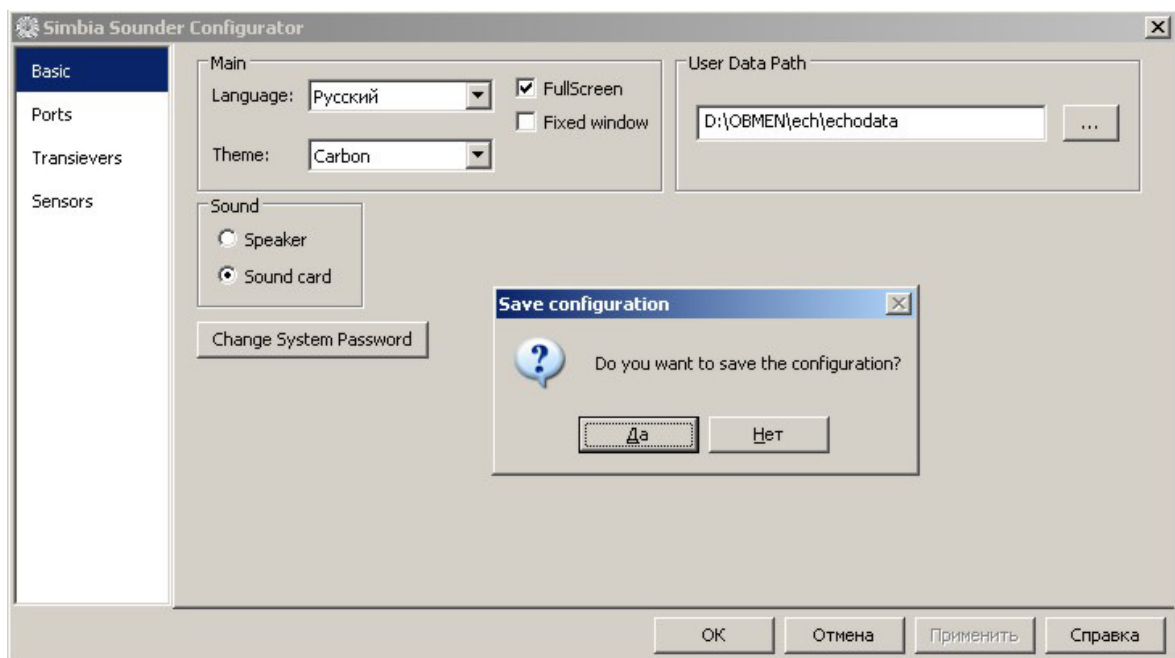 Simbia Sounder Configurator
Basic
Ports
Transievers
Sensors
Main
Language: Русский
FullScreen
Fixed window
Theme: Carbon
User Data Path
D:\OBMEN\ech\echodata
...
Sound
Speaker
Sound card
Change System Password
Save configuration
Do you want to save the configuration?
Да Нет
OK Отмена Применить Справка